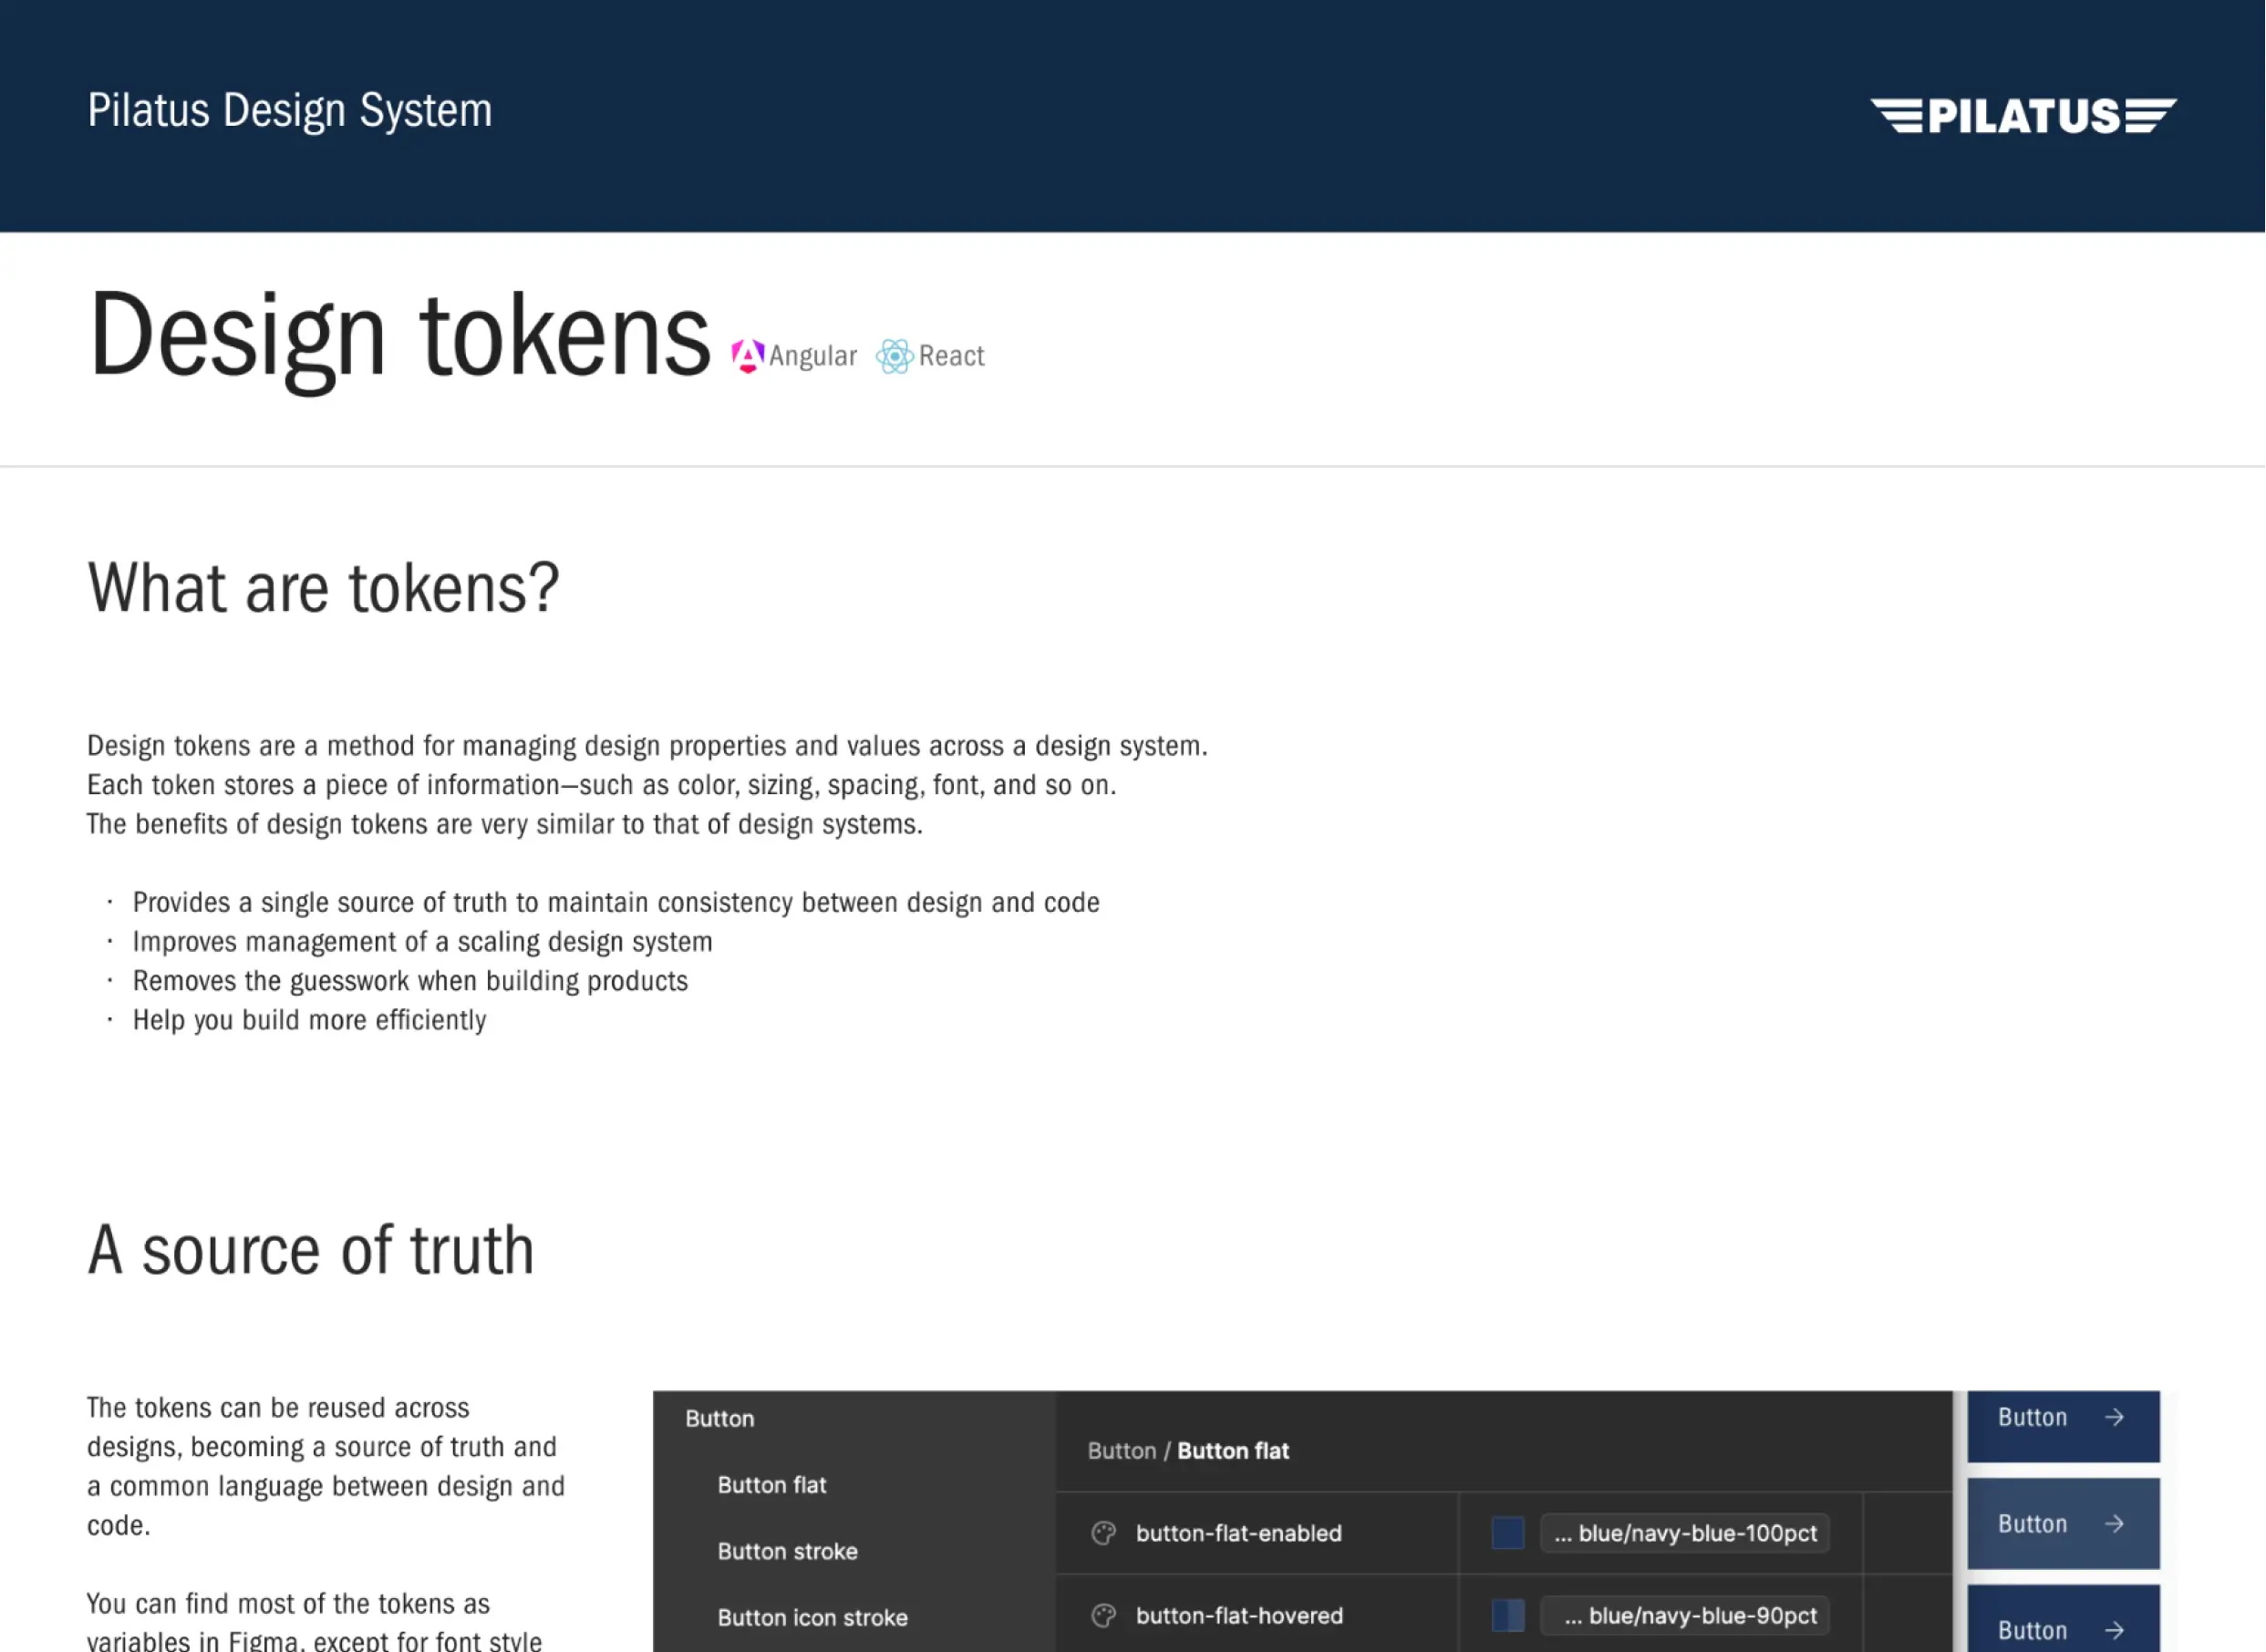 Pilatus Design System
PILATUS
Design tokens
Angular
React
What are tokens?
Design tokens are a method for managing design properties and values across a design system.
Each token stores a piece of information—such as color, sizing, spacing, font, and so on.
The benefits of design tokens are very similar to that of design systems.
· Provides a single source of truth to maintain consistency between design and code
· Improves management of a scaling design system
· Removes the guesswork when building products
· Help you build more efficiently
A source of truth
The tokens can be reused across
designs, becoming a source of truth and
a common language between design and
code.
You can find most of the tokens as
variables in Figma, except for font style
Button
Button flat
Button stroke
Button icon stroke
Button / Button flat
button-flat-enabled
... blue/navy-blue-100pct
button-flat-hovered
... blue/navy-blue-90pct
Button →
Button →
Button →